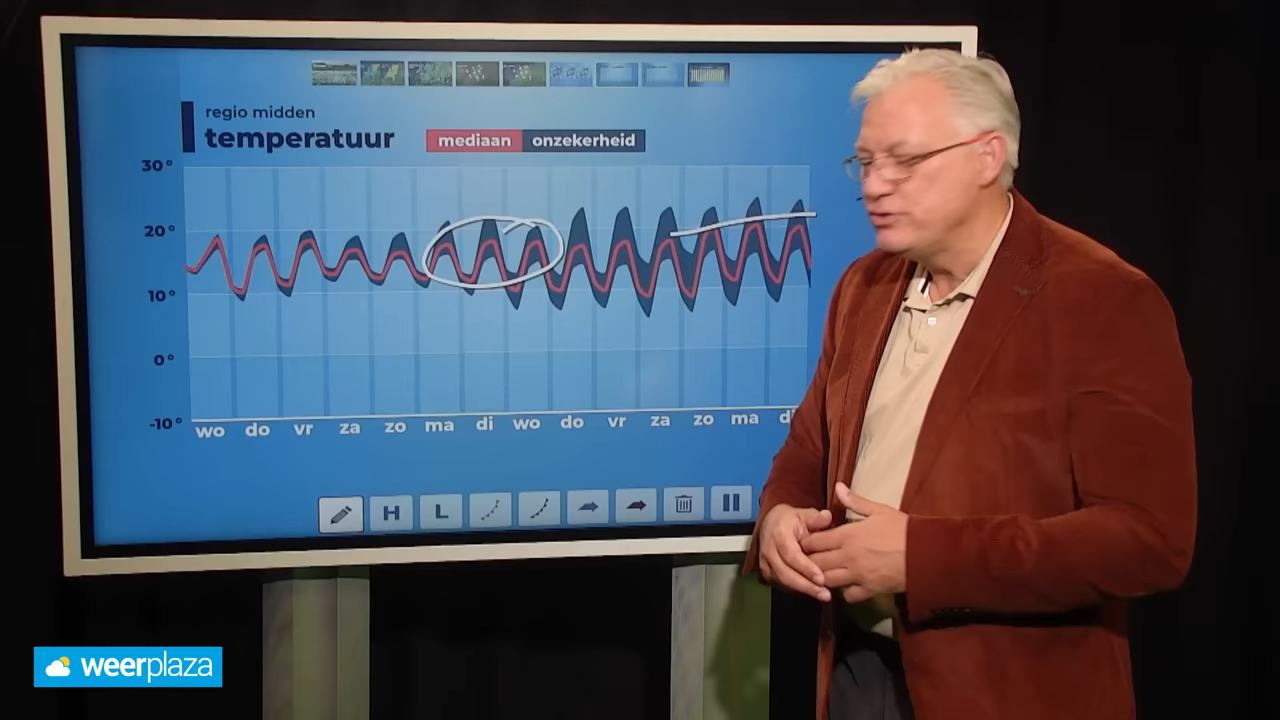 regio midden
temperatuur
mediaan onzekerheid
30°
20°
10°
0°
-10°
wo do vr za zo ma di wo do vr za zo ma di
H L
weerplaza